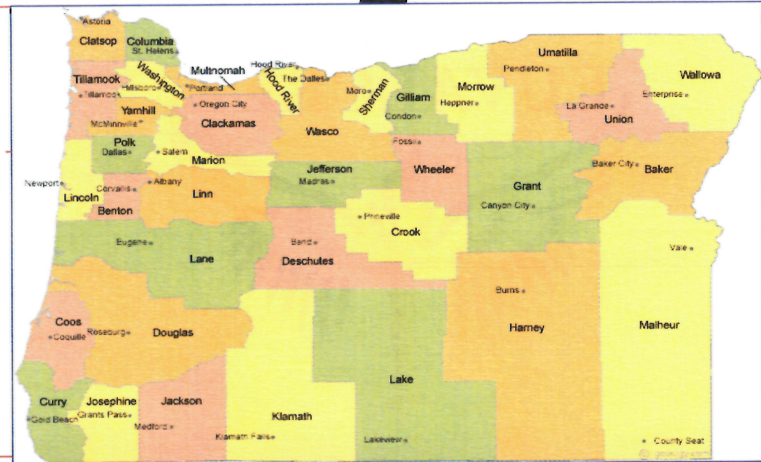 Astoria
Clatsop
Columbia
St. Helens
Tillamook
Tillamook
Washington
Hillsboro
Multnomah
Portland
Hood River
Hood River
The Dalles
Moro
Sherman
Gilliam
Condon
Morrow
Heppner
Umatilla
Pendleton
Wallowa
Enterprise
La Grande
Union
Yamhill
McMinnville
Oregon City
Clackamas
Wasco
Fossil
Wheeler
Polk
Dallas
Salem
Marion
Jefferson
Madras
Grant
Canyon City
Baker City
Baker
Newport
Lincoln
Corvallis
Benton
Albany
Linn
Prineville
Crook
Eugene
Lane
Bend
Deschutes
Vale
Burns
Harney
Malheur
Coos
Coquille
Roseburg
Douglas
Lake
Lakeview
Curry
Gold Beach
Josephine
Grants Pass
Jackson
Medford
Klamath
Klamath Falls
County Seat